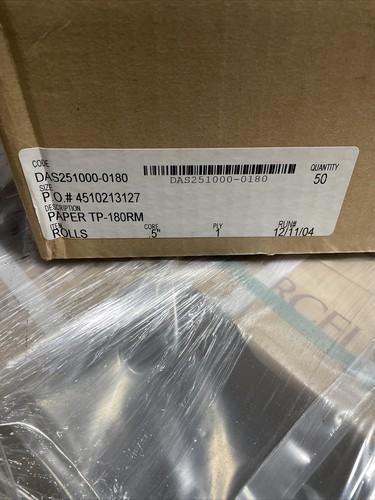 CODE
DAS251000-0180
DAS251000-0180
QUANTITY
50
SIZE
P.O.# 4510213127
DESCRIPTION
PAPER TP-180RM
ITEM
ROLLS
CORE
.5"
PLY
1
RUN#
12/11/04